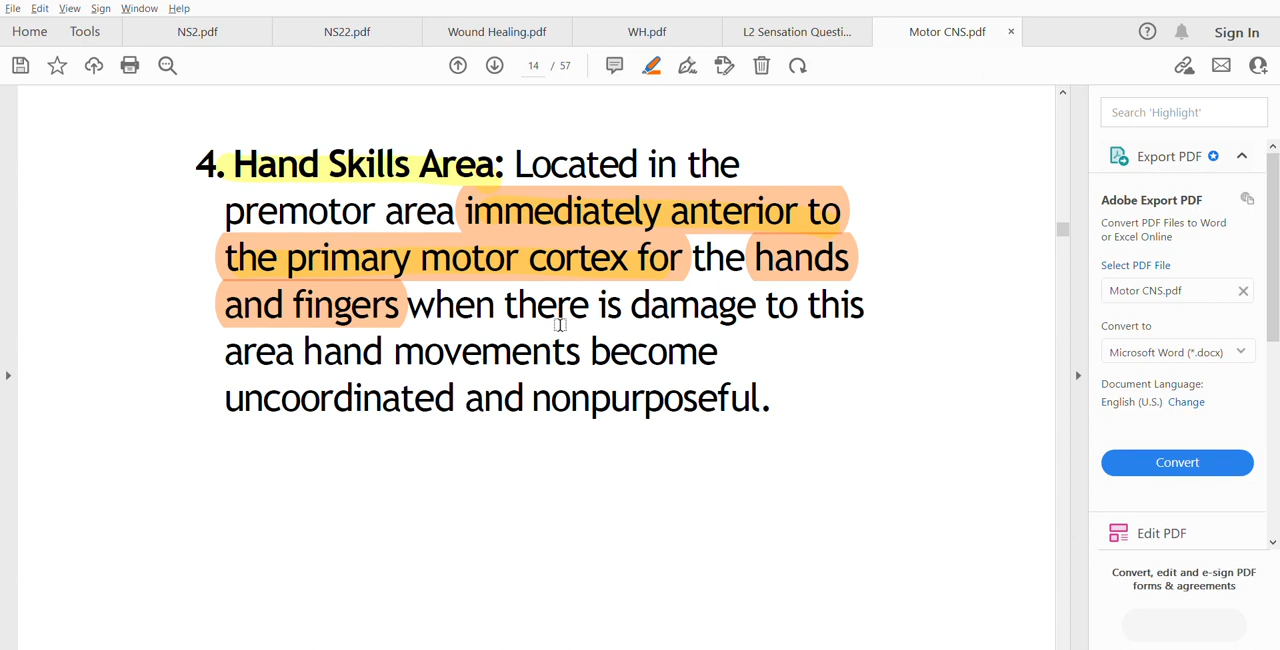 File Edit View Sign Window Help
Home Tools NS2.pdf NS22.pdf Wound Healing.pdf WH.pdf L2 Sensation Questi... Motor CNS.pdf × Sign In
14 / 57
4. Hand Skills Area: Located in the
premotor area immediately anterior to
the primary motor cortex for the hands
and fingers when there is damage to this
area hand movements become
uncoordinated and nonpurposeful.
Search 'Highlight'
Export PDF
Adobe Export PDF
Convert PDF Files to Word
or Excel Online
Select PDF File
Motor CNS.pdf
Convert to
Microsoft Word (*.docx)
Document Language:
English (U.S.) Change
Convert
Edit PDF
Convert, edit and e-sign PDF
forms & agreements